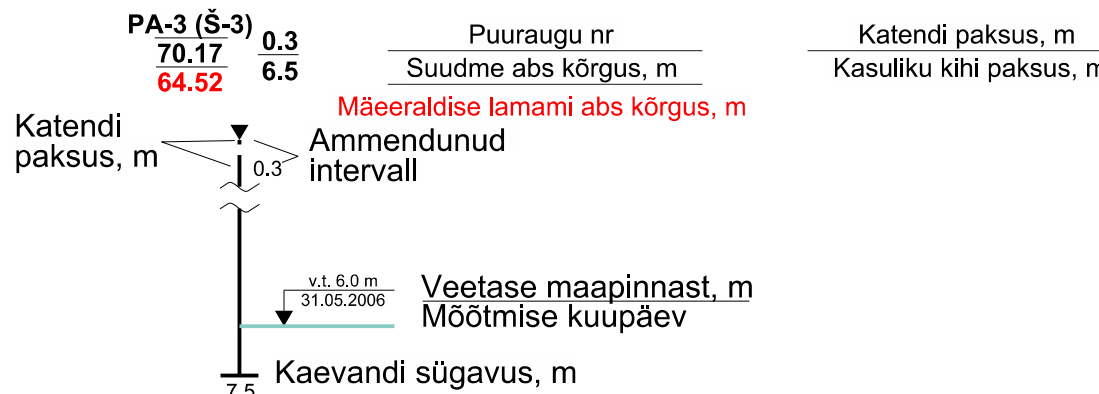 PA-3 (Š-3)
70.17
64.52
0.3
6.5
Puuraugu nr
Suudme abs kõrgus, m
Mäeeraldise lamami abs kõrgus, m
Katendi paksus, m
Kasuliku kihi paksus, m
Katendi
paksus, m
0.3
Ammendunud
intervall
v.t. 6.0 m
31.05.2006
Veetase maapinnast, m
Mõõtmise kuupäev
Kaevandi sügavus, m
7.5